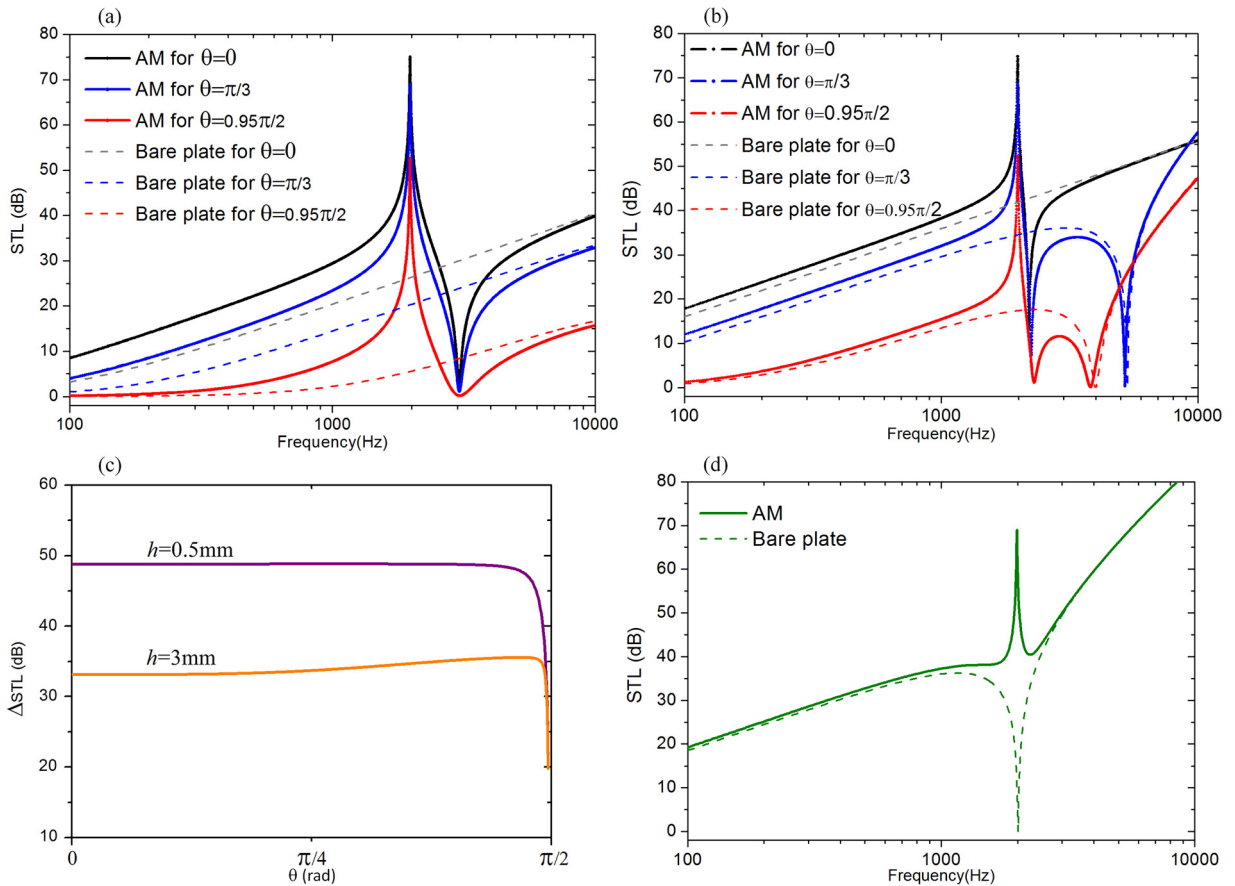 (a)
80
70
60
50
40
30
20
10
0
STL (dB)
AM for θ=0
AM for θ=π/3
AM for θ=0.95π/2
Bare plate for θ=0
Bare plate for θ=π/3
Bare plate for θ=0.95π/2
100
1000
10000
Frequency(Hz)
(b)
80
70
60
50
40
30
20
10
0
STL (dB)
AM for θ=0
AM for θ=π/3
AM for θ=0.95π/2
Bare plate for θ=0
Bare plate for θ=π/3
Bare plate for θ=0.95π/2
100
1000
10000
Frequency(Hz)
(c)
60
50
40
30
20
10
ΔSTL (dB)
h=0.5mm
h=3mm
0
π/4
π/2
θ (rad)
(d)
80
70
60
50
40
30
20
10
0
STL (dB)
AM
Bare plate
100
1000
10000
Frequency(Hz)